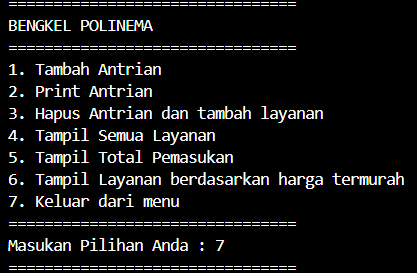 ================================
BENGKEL POLINEMA
================================
1. Tambah Antrian
2. Print Antrian
3. Hapus Antrian dan tambah layanan
4. Tampil Semua Layanan
5. Tampil Total Pemasukan
6. Tampil Layanan berdasarkan harga termurah
7. Keluar dari menu
================================
Masukan Pilihan Anda : 7
================================